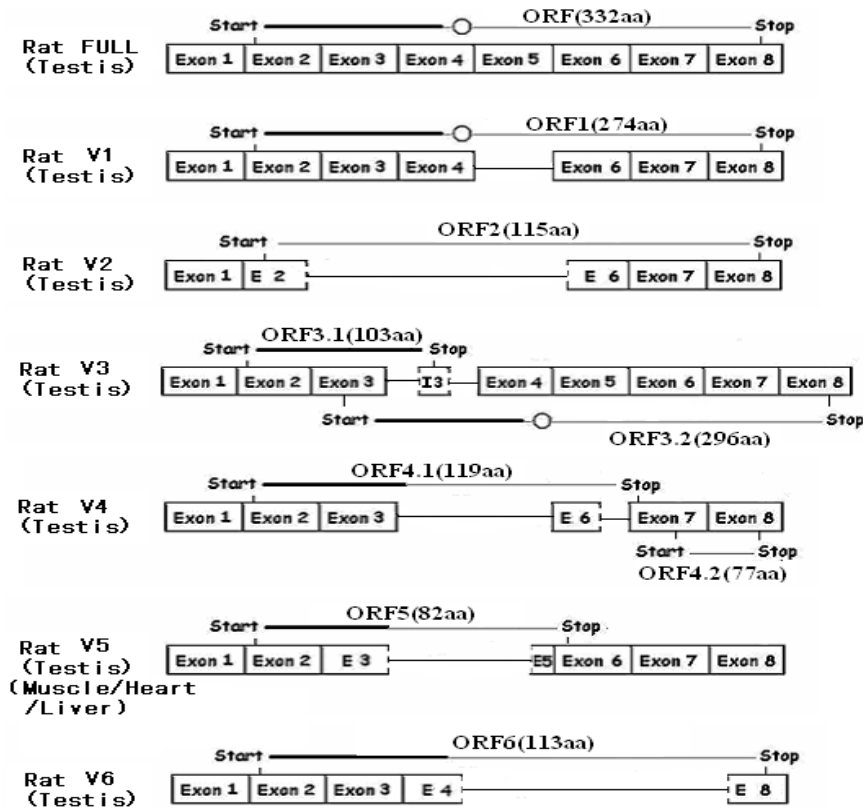 Start ORF(332aa) Stop
Rat FULL
(Testis)
Exon 1 Exon 2 Exon 3 Exon 4 Exon 5 Exon 6 Exon 7 Exon 8
Start ORF1(274aa) Stop
Rat V1
(Testis)
Exon 1 Exon 2 Exon 3 Exon 4 Exon 6 Exon 7 Exon 8
Start ORF2(115aa) Stop
Rat V2
(Testis)
Exon 1 E 2 E 6 Exon 7 Exon 8
ORF3.1(103aa)
Start Stop
Rat V3
(Testis)
Exon 1 Exon 2 Exon 3 I3 Exon 4 Exon 5 Exon 6 Exon 7 Exon 8
Start Stop
ORF3.2(296aa)
ORF4.1(119aa)
Start Stop
Rat V4
(Testis)
Exon 1 Exon 2 Exon 3 E 6 Exon 7 Exon 8
Start Stop
ORF4.2(77aa)
ORF5(82aa)
Start Stop
Rat V5
(Testis)
(Muscle/Heart
/Liver)
Exon 1 Exon 2 E 3 E5 Exon 6 Exon 7 Exon 8
Start ORF6(113aa) Stop
Rat V6
(Testis)
Exon 1 Exon 2 Exon 3 E 4 E 8